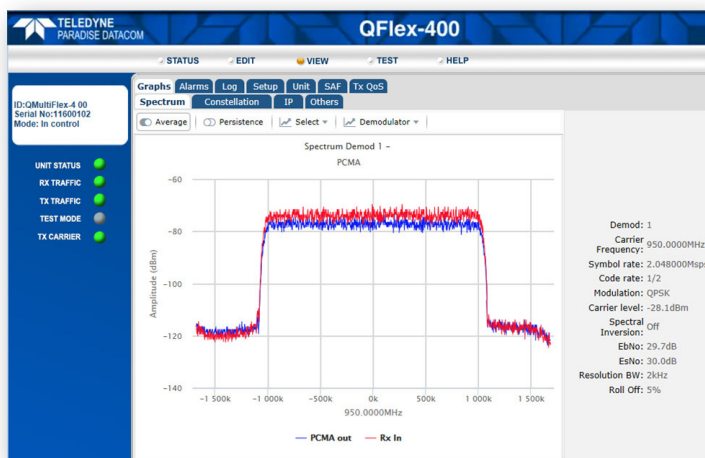 TELEDYNE
PARADISE DATACOM
QFlex-400
STATUS EDIT VIEW TEST HELP
ID:QMultiFlex-4 00
Serial No:11600102
Mode: In control
UNIT STATUS
RX TRAFFIC
TX TRAFFIC
TEST MODE
TX CARRIER
Graphs Alarms Log Setup Unit SAF Tx QoS
Spectrum Constellation IP Others
Average Persistence Select Demodulator
Spectrum Demod 1 –
PCMA
Amplitude (dBm)
−60
−80
−100
−120
−140
-1 500k -1 000k -500k 0k 500k 1 000k 1 500k
950.0000MHz
PCMA out Rx In
Demod: 1
Carrier
Frequency: 950.0000MHz
Symbol rate: 2.048000Msps
Code rate: 1/2
Modulation: QPSK
Carrier level: -28.1dBm
Spectral
Inversion: Off
EbNo: 29.7dB
EsNo: 30.0dB
Resolution BW: 2kHz
Roll Off: 5%